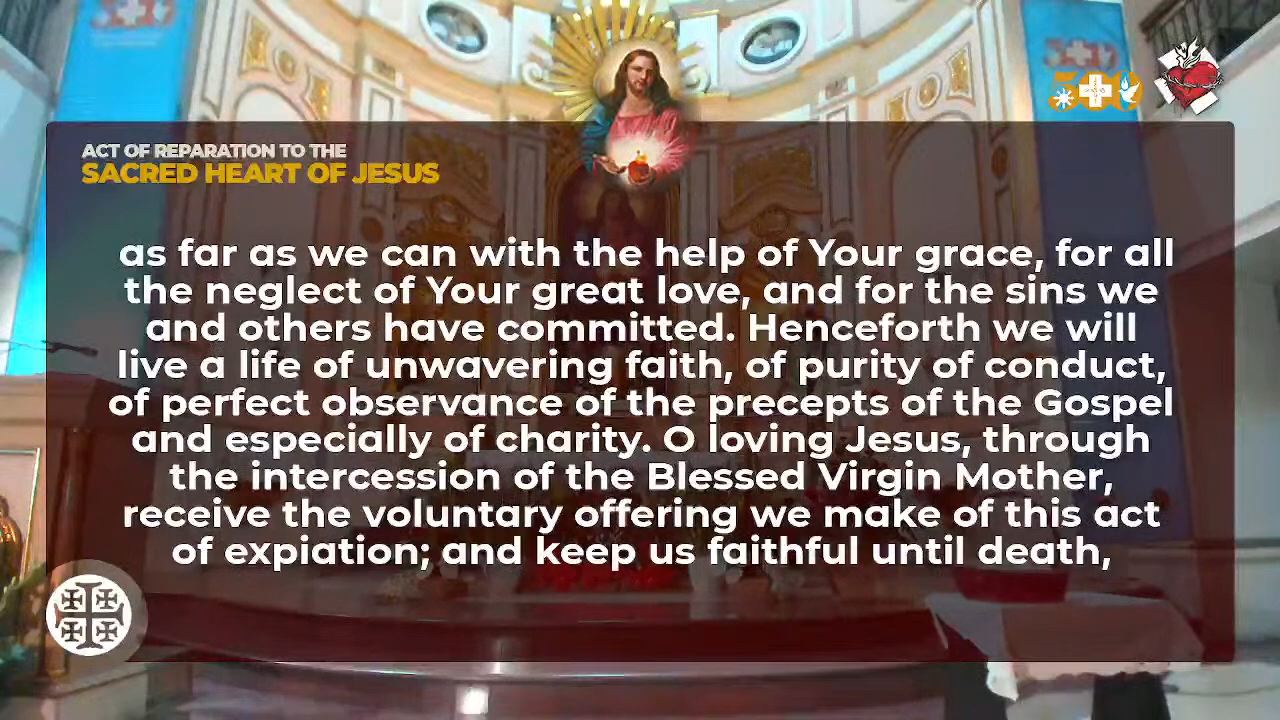 500
ACT OF REPARATION TO THE
SACRED HEART OF JESUS
as far as we can with the help of Your grace, for all
the neglect of Your great love, and for the sins we
and others have committed. Henceforth we will
live a life of unwavering faith, of purity of conduct,
of perfect observance of the precepts of the Gospel
and especially of charity. O loving Jesus, through
the intercession of the Blessed Virgin Mother,
receive the voluntary offering we make of this act
of expiation; and keep us faithful until death,